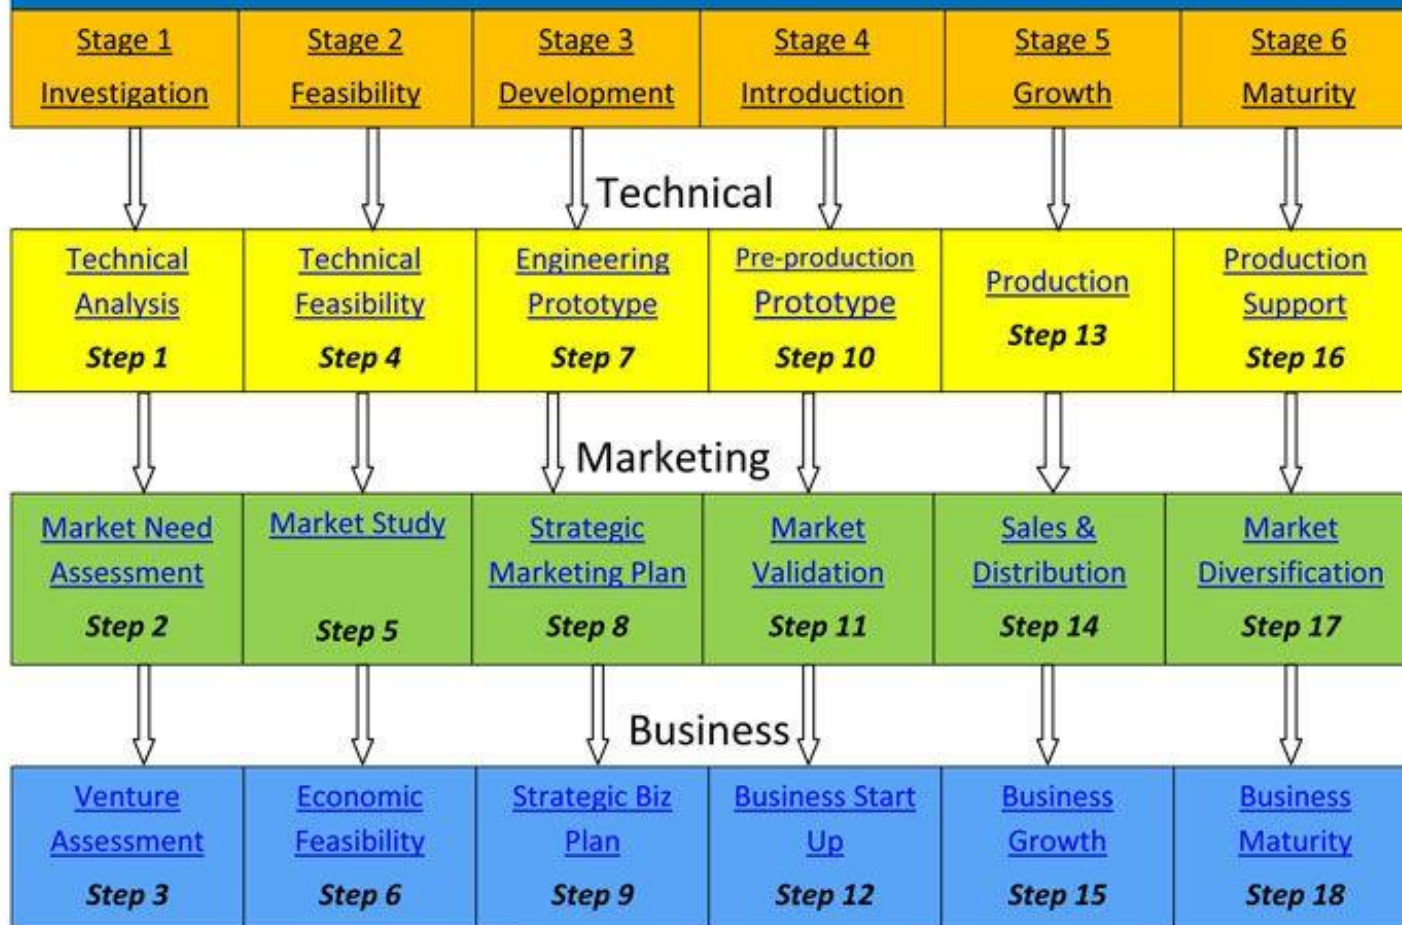 Stage 1
Investigation
Stage 2
Feasibility
Stage 3
Development
Stage 4
Introduction
Stage 5
Growth
Stage 6
Maturity
Technical
Technical
Analysis
Step 1
Technical
Feasibility
Step 4
Engineering
Prototype
Step 7
Pre-production
Prototype
Step 10
Production
Step 13
Production
Support
Step 16
Marketing
Market Need
Assessment
Step 2
Market Study
Step 5
Strategic
Marketing Plan
Step 8
Market
Validation
Step 11
Sales &
Distribution
Step 14
Market
Diversification
Step 17
Business
Venture
Assessment
Step 3
Economic
Feasibility
Step 6
Strategic Biz
Plan
Step 9
Business Start
Up
Step 12
Business
Growth
Step 15
Business
Maturity
Step 18